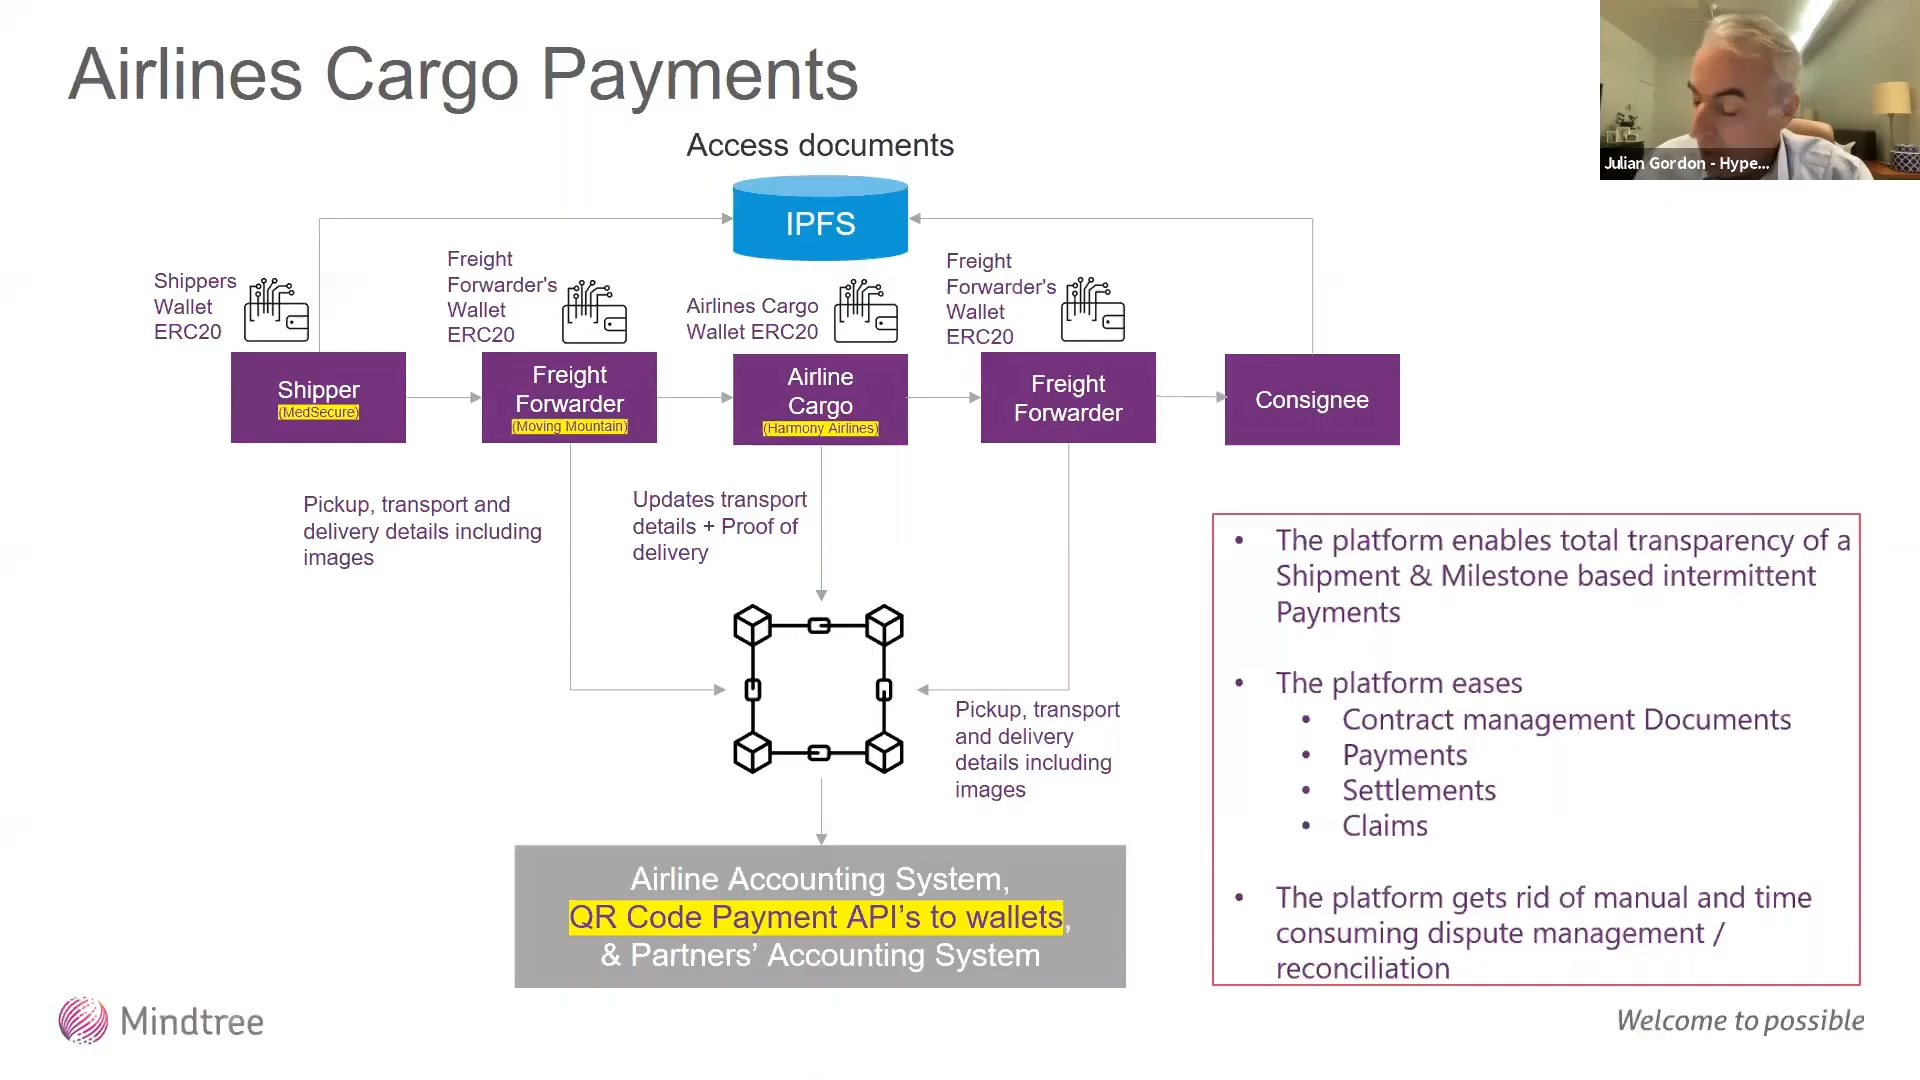 Airlines Cargo Payments
Julian Gordon - Hype...
Access documents
IPFS
Shippers
Wallet
ERC20
Freight
Forwarder's
Wallet
ERC20
Airlines Cargo
Wallet ERC20
Freight
Forwarder's
Wallet
ERC20
Shipper
(MedSecure)
Freight
Forwarder
(Moving Mountain)
Airline
Cargo
(Harmony Airlines)
Freight
Forwarder
Consignee
Pickup, transport and
delivery details including
images
Updates transport
details + Proof of
delivery
Pickup, transport
and delivery
details including
images
Airline Accounting System,
QR Code Payment API’s to wallets,
& Partners’ Accounting System
• The platform enables total transparency of a
Shipment & Milestone based intermittent
Payments
• The platform eases
• Contract management Documents
• Payments
• Settlements
• Claims
• The platform gets rid of manual and time
consuming dispute management /
reconciliation
Mindtree
Welcome to possible